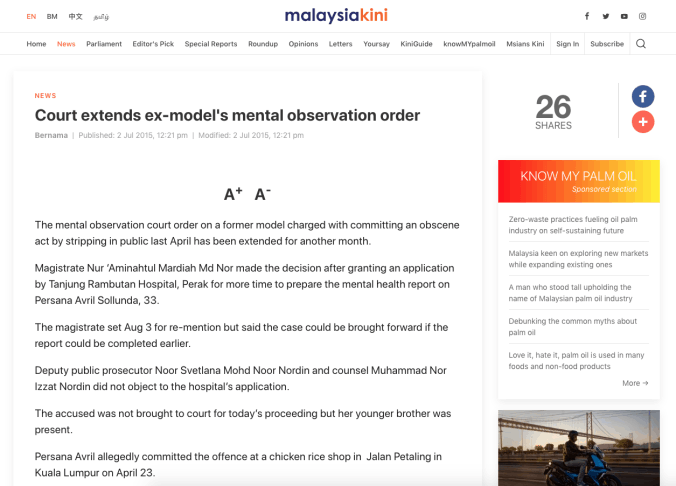 EN BM 中文 தமிழ்
malaysiakini
Home News Parliament Editor's Pick Special Reports Roundup Opinions Letters Yoursay KiniGuide knowMYpalmoil Msians Kini Sign In Subscribe
NEWS
Court extends ex-model's mental observation order
Bernama | Published: 2 Jul 2015, 12:21 pm | Modified: 2 Jul 2015, 12:21 pm
A+ A-
The mental observation court order on a former model charged with committing an obscene
act by stripping in public last April has been extended for another month.
Magistrate Nur 'Aminahtul Mardiah Md Nor made the decision after granting an application
by Tanjung Rambutan Hospital, Perak for more time to prepare the mental health report on
Persana Avril Sollunda, 33.
The magistrate set Aug 3 for re-mention but said the case could be brought forward if the
report could be completed earlier.
Deputy public prosecutor Noor Svetlana Mohd Noor Nordin and counsel Muhammad Nor
Izzat Nordin did not object to the hospital's application.
The accused was not brought to court for today's proceeding but her younger brother was
present.
Persana Avril allegedly committed the offence at a chicken rice shop in Jalan Petaling in
Kuala Lumpur on April 23.
26
SHARES
KNOW MY PALM OIL
Sponsored section
Zero-waste practices fueling oil palm
industry on self-sustaining future
Malaysia keen on exploring new markets
while expanding existing ones
A man who stood tall upholding the
name of Malaysian palm oil industry
Debunking the common myths about
palm oil
Love it, hate it, palm oil is used in many
foods and non-food products
More →